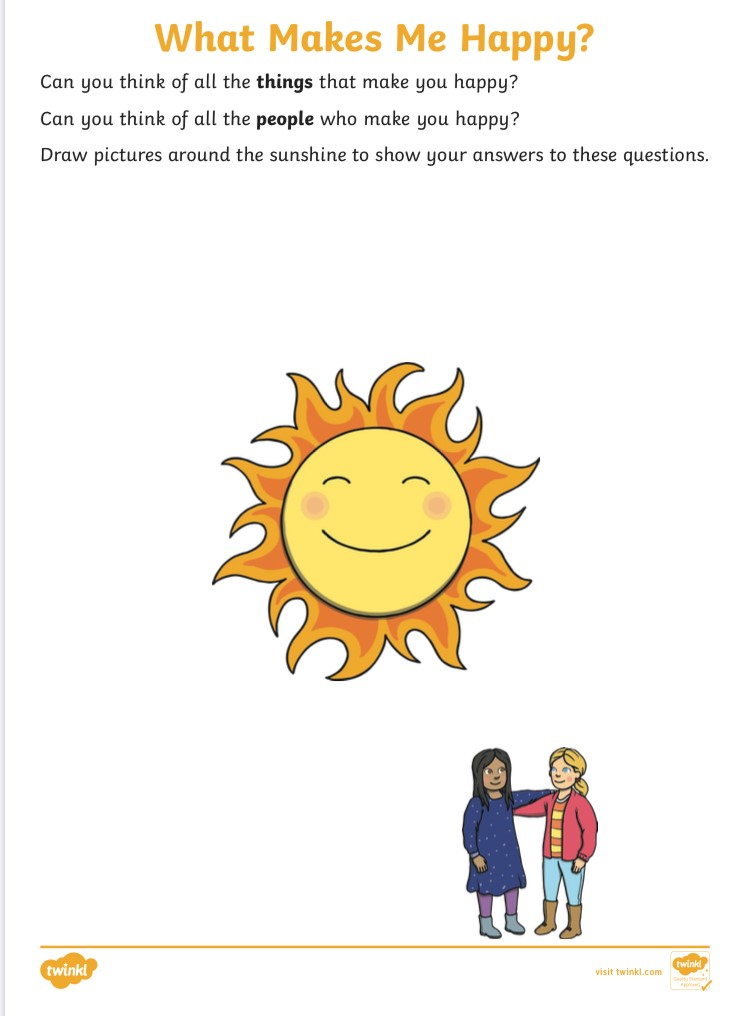 What Makes Me Happy?
Can you think of all the things that make you happy?
Can you think of all the people who make you happy?
Draw pictures around the sunshine to show your answers to these questions.
twinkl
visit twinkl.com
twinkl